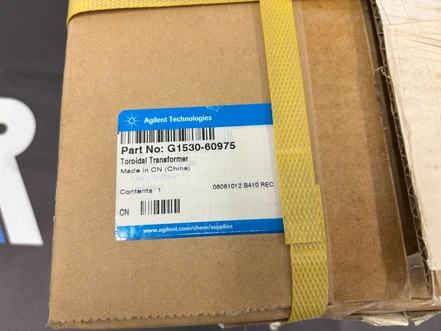 Agilent Technologies
Part No: G1530-60975
Toroidal Transformer
Made in CN (China)
Contents: 1
06061012 B410 REC
CN
www.agilent.com/chem/supplies
R